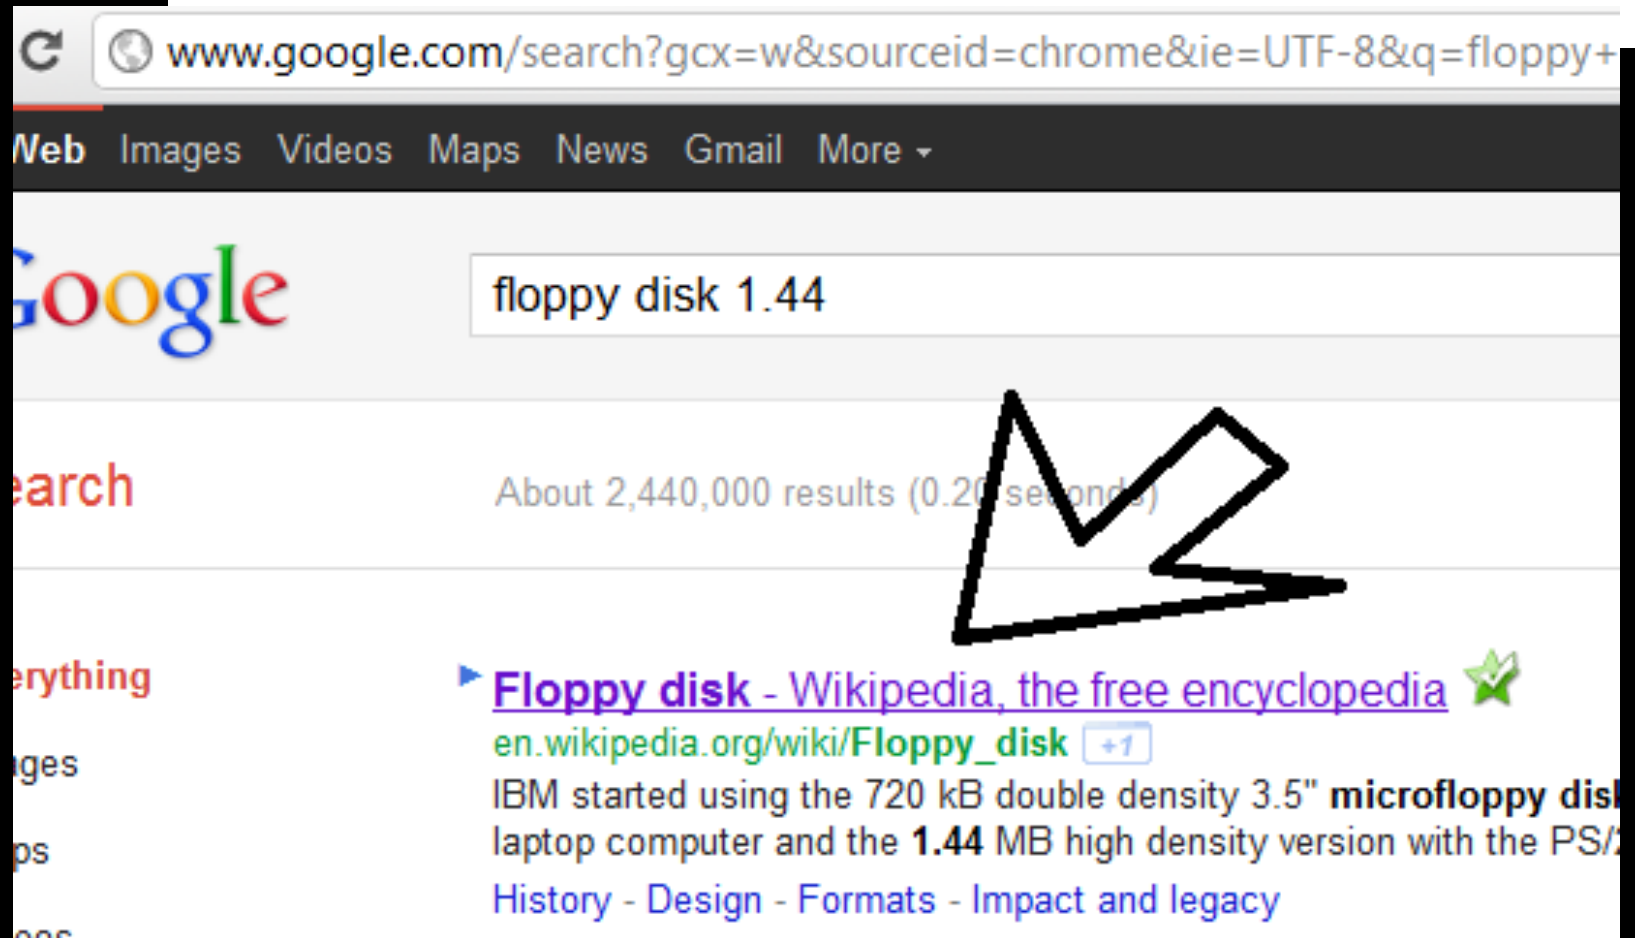 www.google.com/search?gcx=w&sourceid=chrome&ie=UTF-8&q=floppy+
Web Images Videos Maps News Gmail More
Google
floppy disk 1.44
earch
About 2,440,000 results (0.20 seconds)
erything
Floppy disk - Wikipedia, the free encyclopedia
en.wikipedia.org/wiki/Floppy_disk +1
ages
IBM started using the 720 kB double density 3.5" microfloppy disk
laptop computer and the 1.44 MB high density version with the PS/2
ps
History - Design - Formats - Impact and legacy